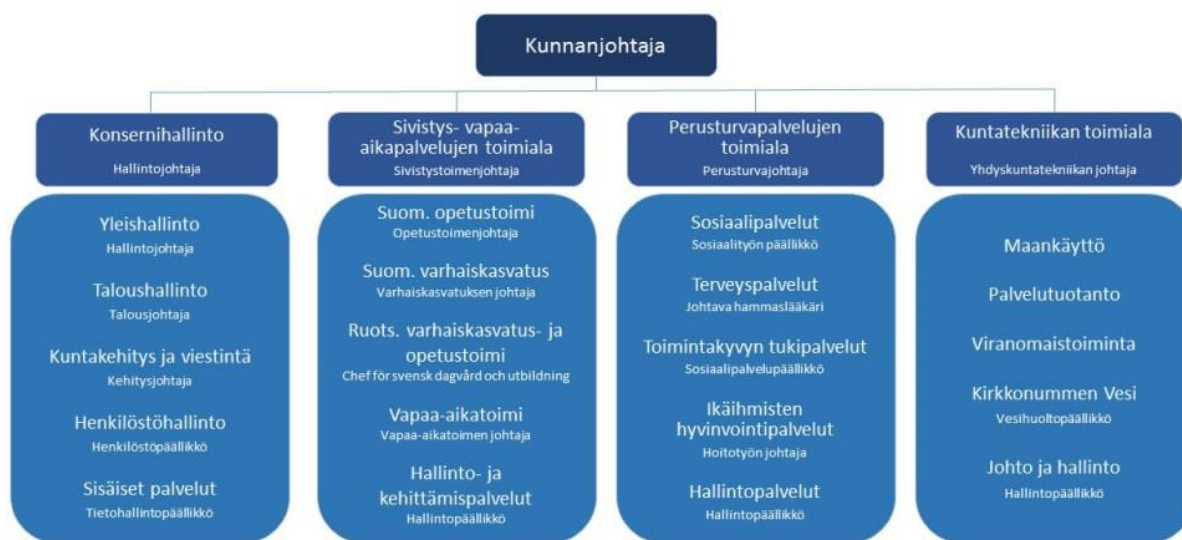 Kunnanjohtaja
Konsernihallinto
Hallintojohtaja
Sivistys- vapaa-
aikapalvelujen toimiala
Sivistystoimenjohtaja
Perusturvapalvelujen
toimiala
Perusturvajohtaja
Kuntatekniikan toimiala
Yhdyskuntatekniikan johtaja
Yleishallinto
Hallintojohtaja
Taloushallinto
Talousjohtaja
Kuntakehitys ja viestintä
Kehitysjohtaja
Henkilöstöhallinto
Henkilöstöpäällikkö
Sisäiset palvelut
Tietohallintopäällikkö
Suom. opetustoimi
Opetustoimenjohtaja
Suom. varhaiskasvatus
Varhaiskasvatuksen johtaja
Ruots. varhaiskasvatus- ja
opetustoimi
Chef för svensk dagvård och utbildning
Vapaa-aikatoimi
Vapaa-aikatoimen johtaja
Hallinto- ja
kehittämispalvelut
Hallintopäällikkö
Sosiaalipalvelut
Sosiaalityön päällikkö
Terveyspalvelut
Johtava hammaslääkäri
Toimintakyvyn tukipalvelut
Sosiaalipalvelupäällikkö
Ikäihmisten
hyvinvointipalvelut
Hoitotyön johtaja
Hallintopalvelut
Hallintopäällikkö
Maankäyttö
Palvelutuotanto
Viranomaistoiminta
Kirkkonummen Vesi
Vesihuoltopäällikkö
Johto ja hallinto
Hallintopäällikkö